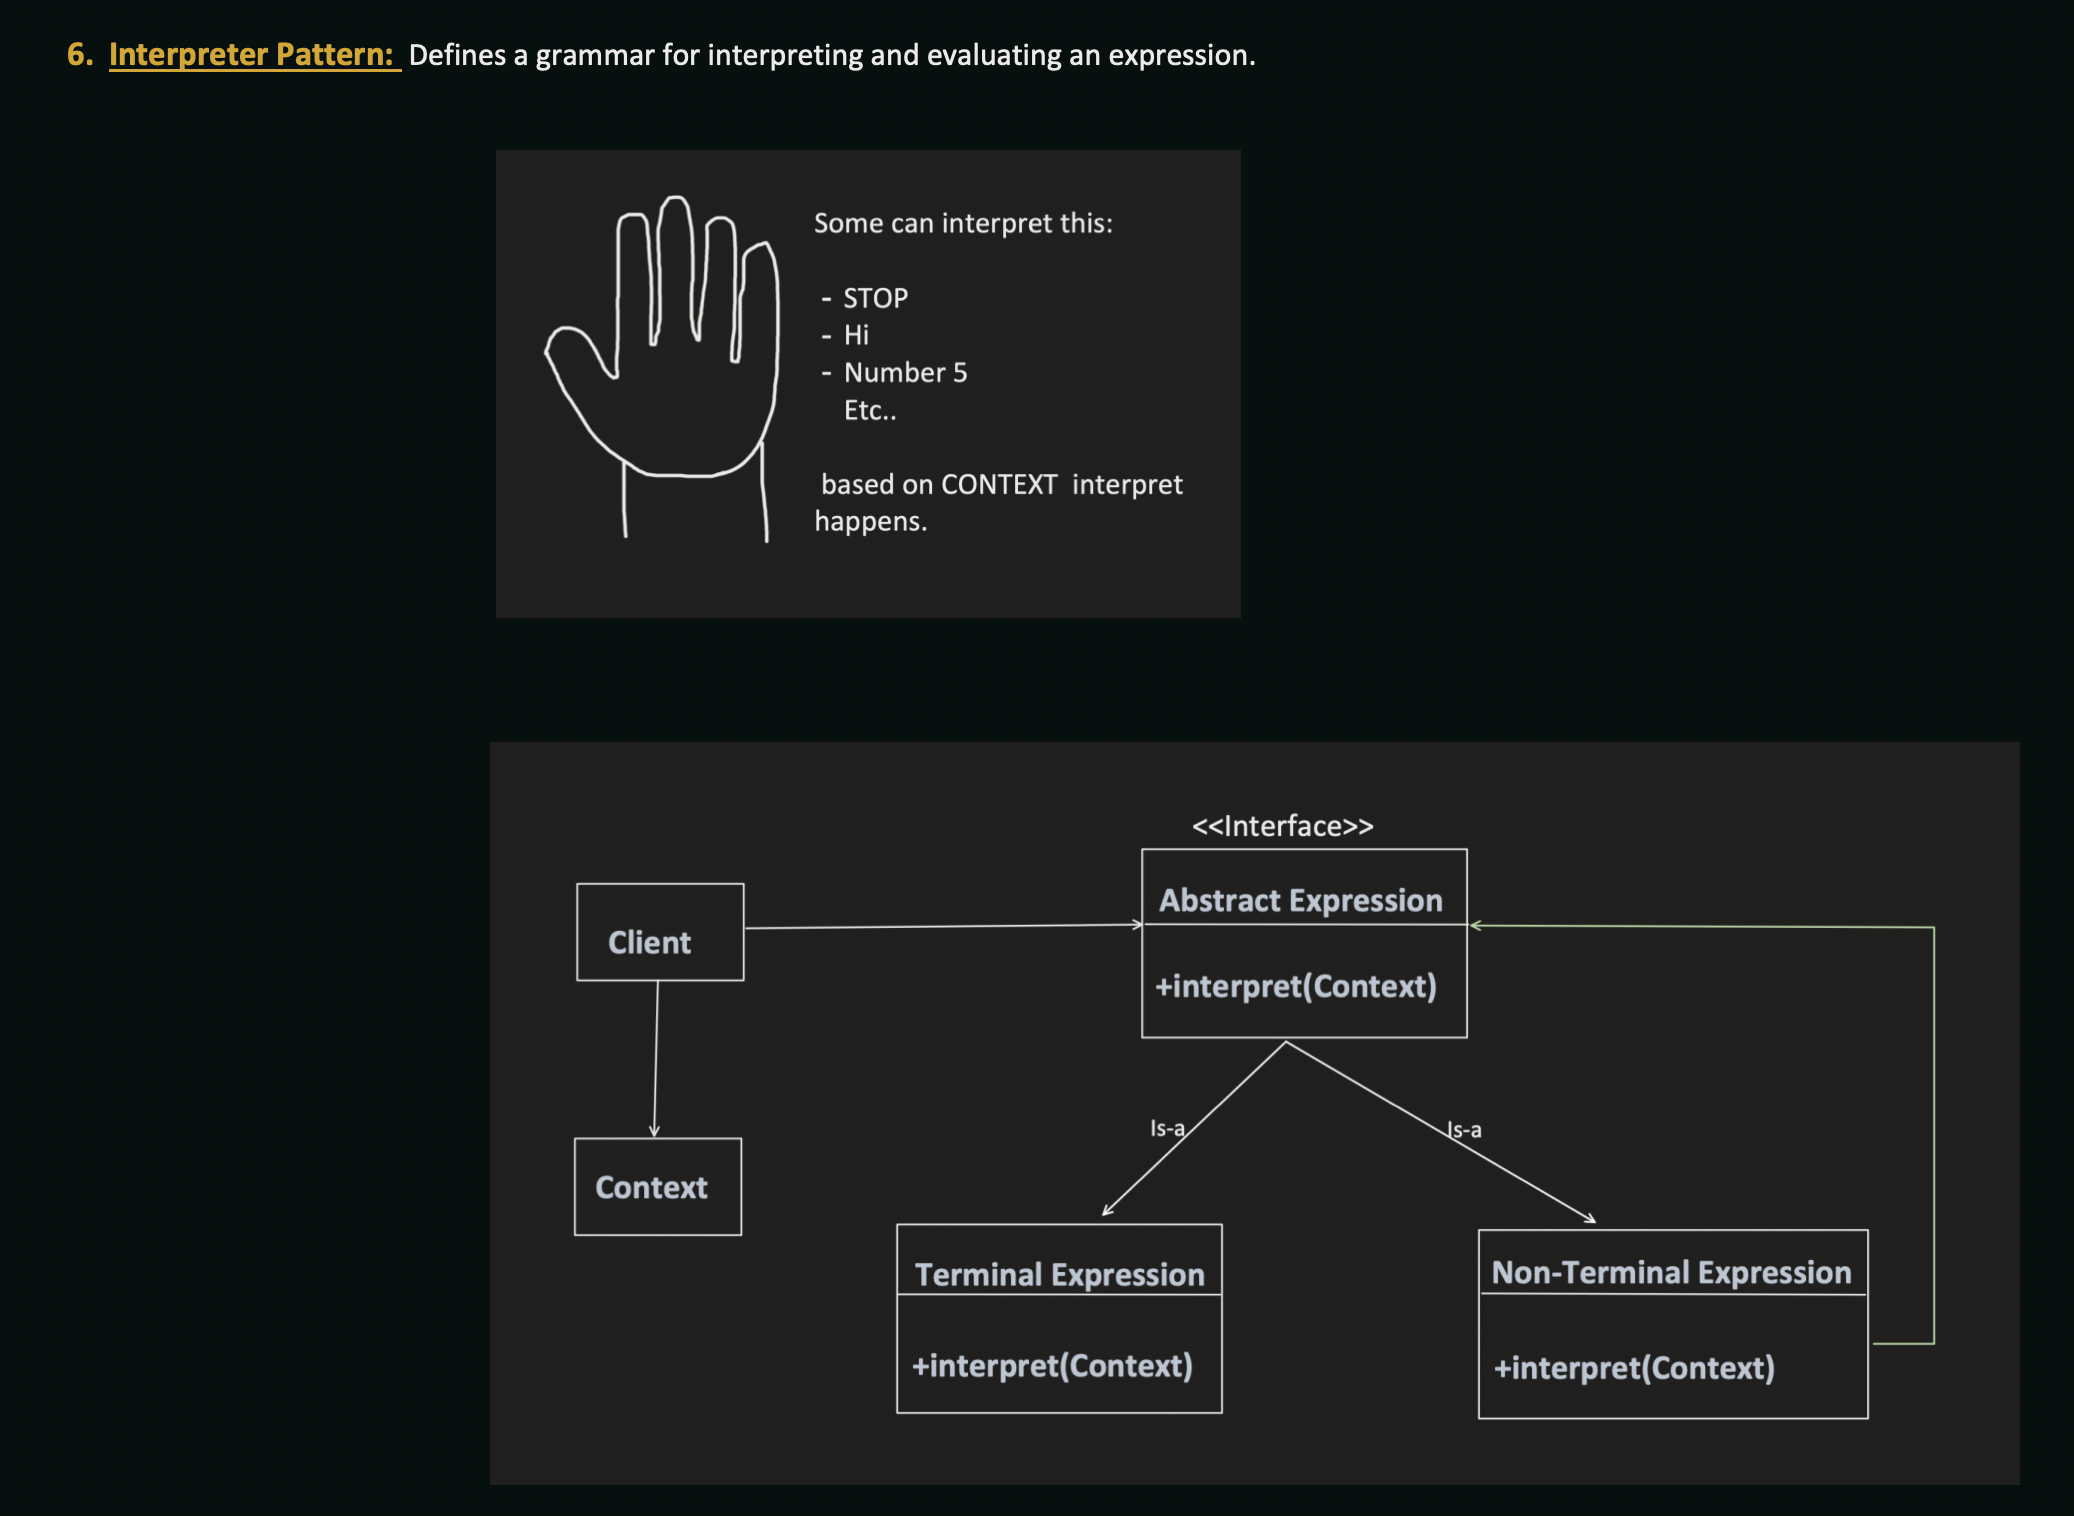 6. Interpreter Pattern: Defines a grammar for interpreting and evaluating an expression.
Some can interpret this:
- STOP
- Hi
- Number 5
Etc..
based on CONTEXT interpret
happens.
<<Interface>>
Abstract Expression
+interpret(Context)
Client
Is-a
Is-a
Context
Terminal Expression
+interpret(Context)
Non-Terminal Expression
+interpret(Context)